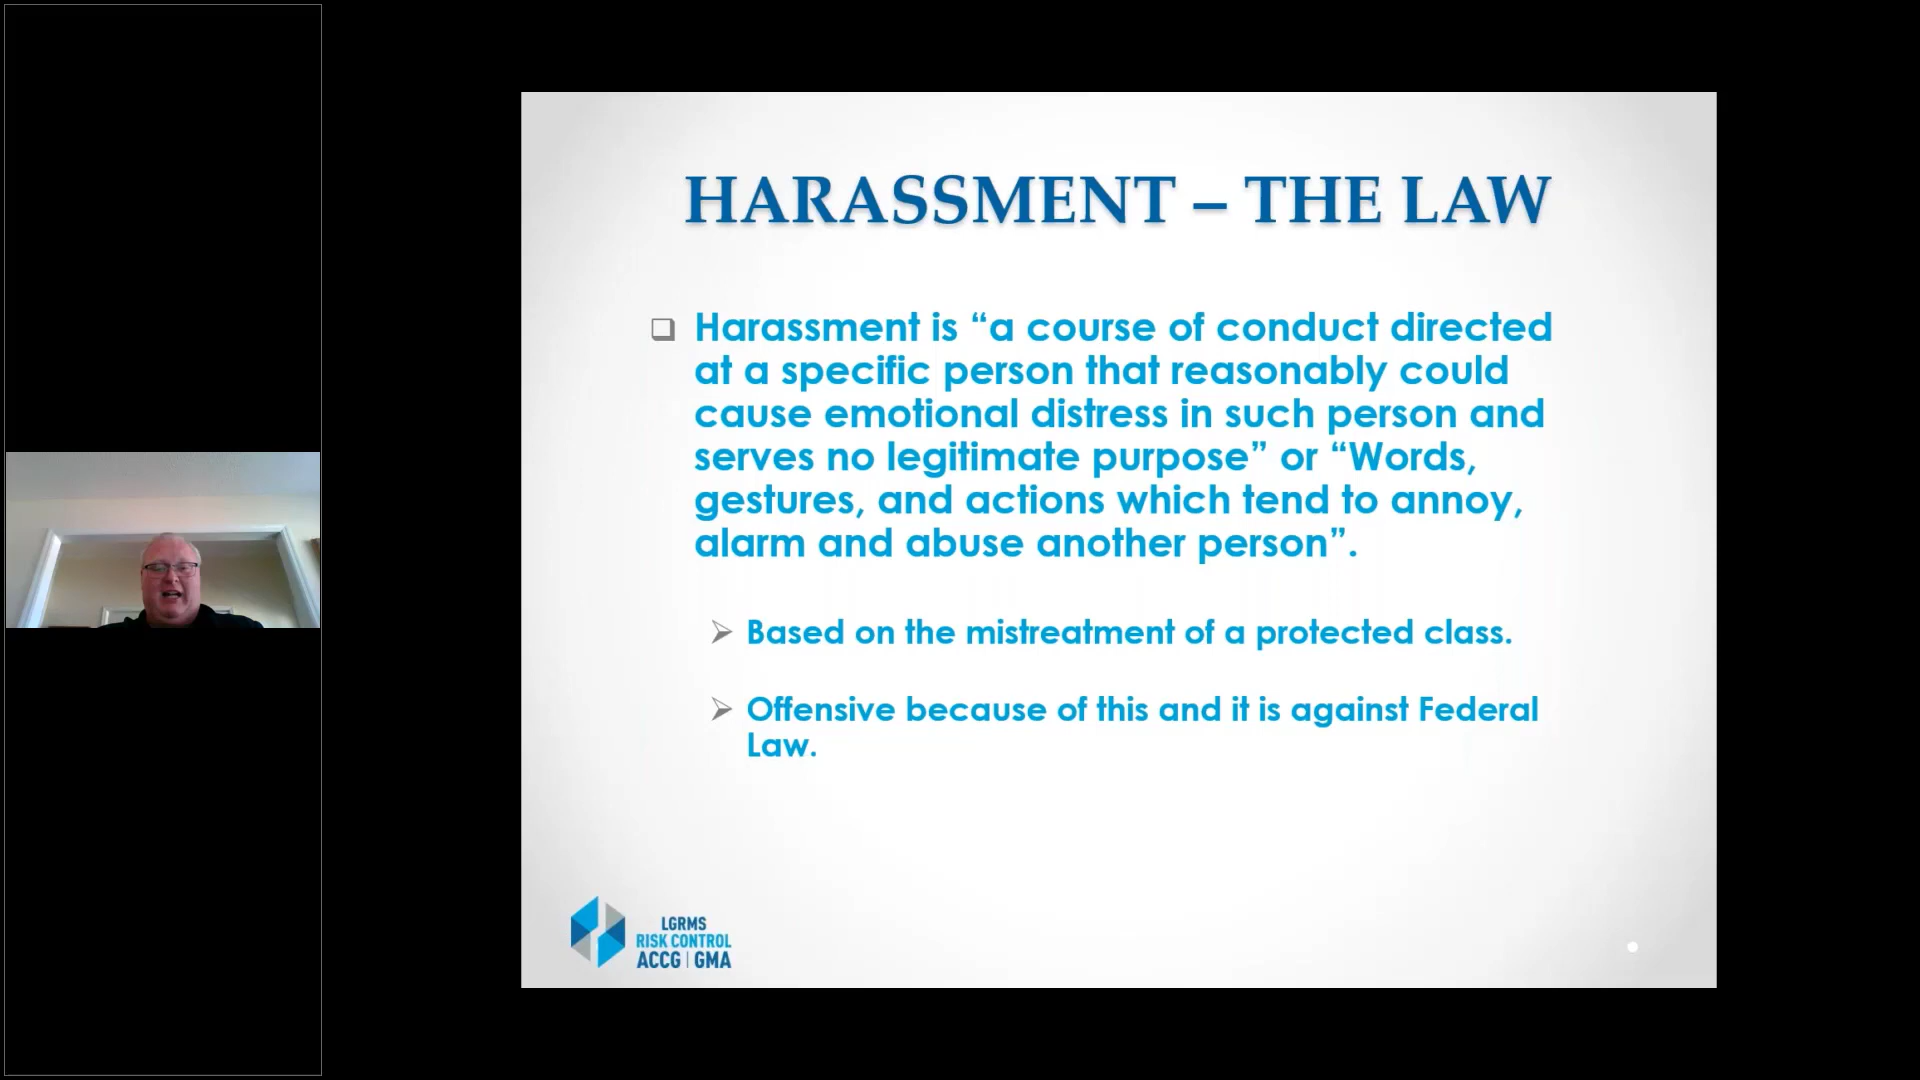 HARASSMENT – THE LAW
Harassment is “a course of conduct directed
at a specific person that reasonably could
cause emotional distress in such person and
serves no legitimate purpose” or “Words,
gestures, and actions which tend to annoy,
alarm and abuse another person”.
Based on the mistreatment of a protected class.
Offensive because of this and it is against Federal
Law.
LGRMS
RISK CONTROL
ACCG | GMA